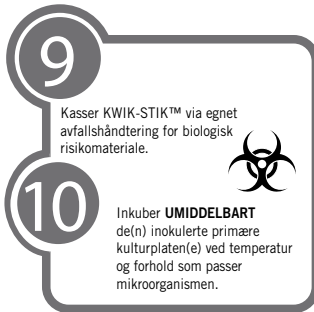 9
Kasser KWIK-STIK™ via egnet
avfallshåndtering for biologisk
risikomateriale.
10
Inkuber UMIDDELBART
de(n) inokulerte primære
kulturplaten(e) ved temperatur
og forhold som passer
mikroorganismen.